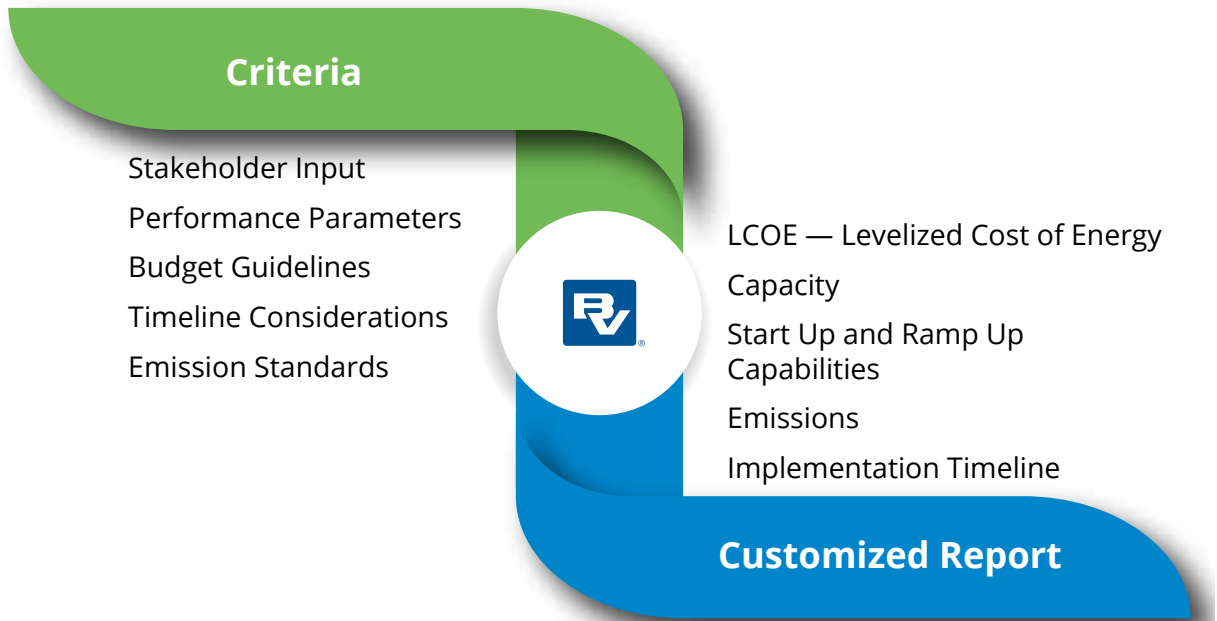 Criteria
Stakeholder Input
Performance Parameters
Budget Guidelines
Timeline Considerations
Emission Standards
BV
®
LCOE — Levelized Cost of Energy
Capacity
Start Up and Ramp Up
Capabilities
Emissions
Implementation Timeline
Customized Report